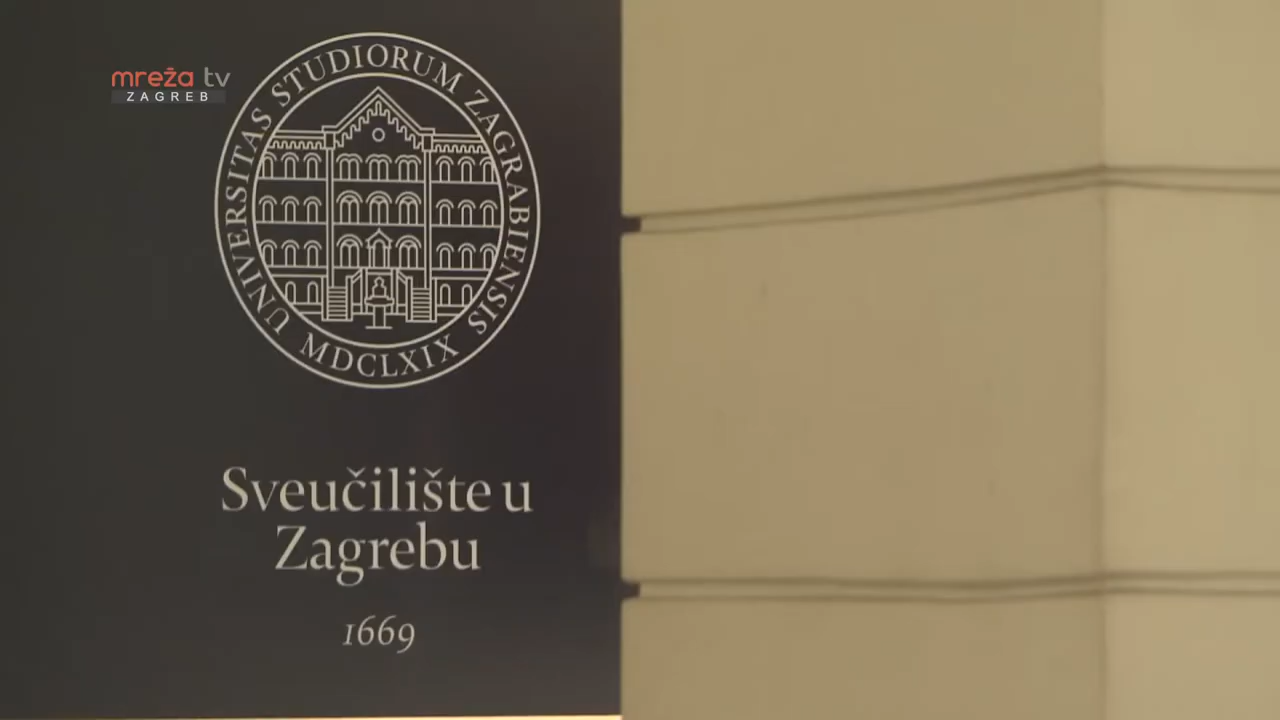 mreža tv
ZAGREB
UNIVERSITAS STUDIORUM ZAGRABIENSIS
MDCLXIX
Sveučilište u
Zagrebu
1669